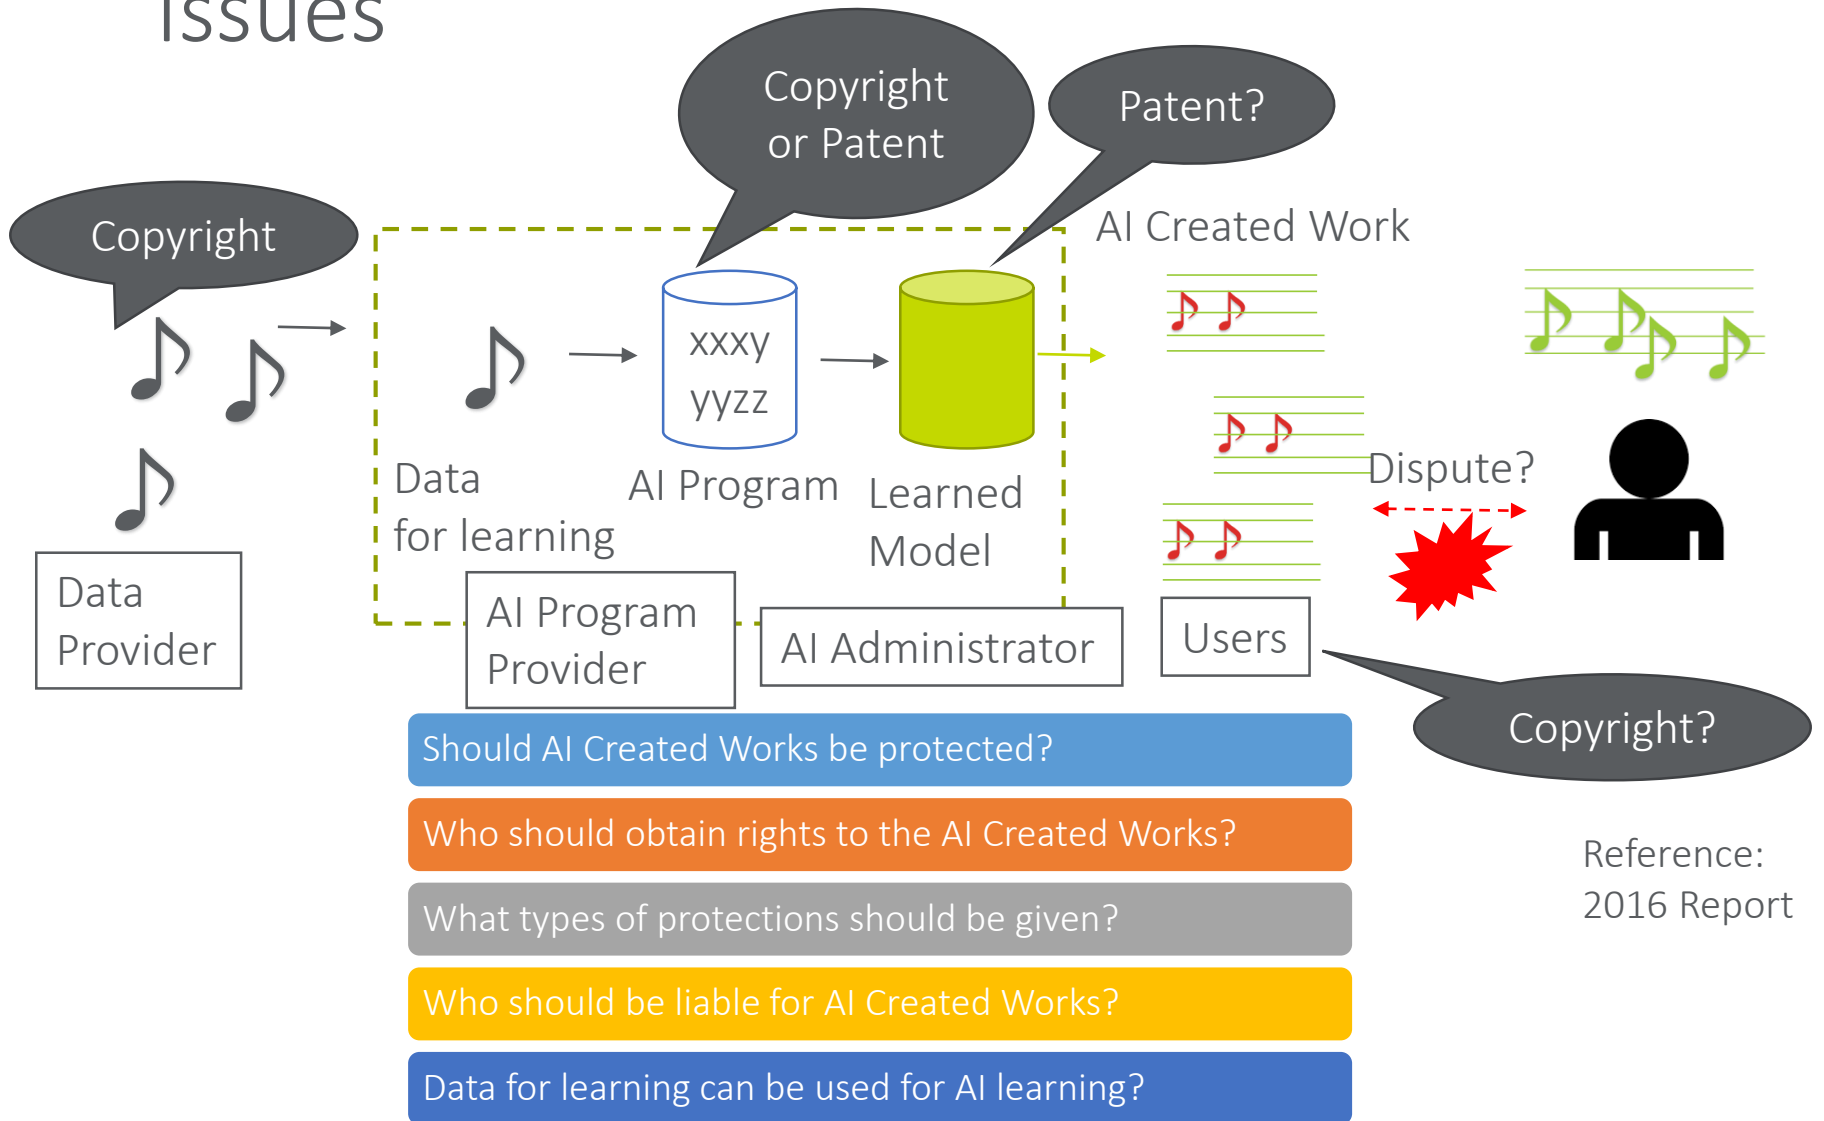 issues
Copyright
or Patent
Patent?
Copyright
AI Created Work
xxxy
yyzz
Data
for learning
AI Program
Learned
Model
Dispute?
Data
Provider
AI Program
Provider
AI Administrator
Users
Copyright?
Should AI Created Works be protected?
Who should obtain rights to the AI Created Works?
What types of protections should be given?
Who should be liable for AI Created Works?
Data for learning can be used for AI learning?
Reference:
2016 Report